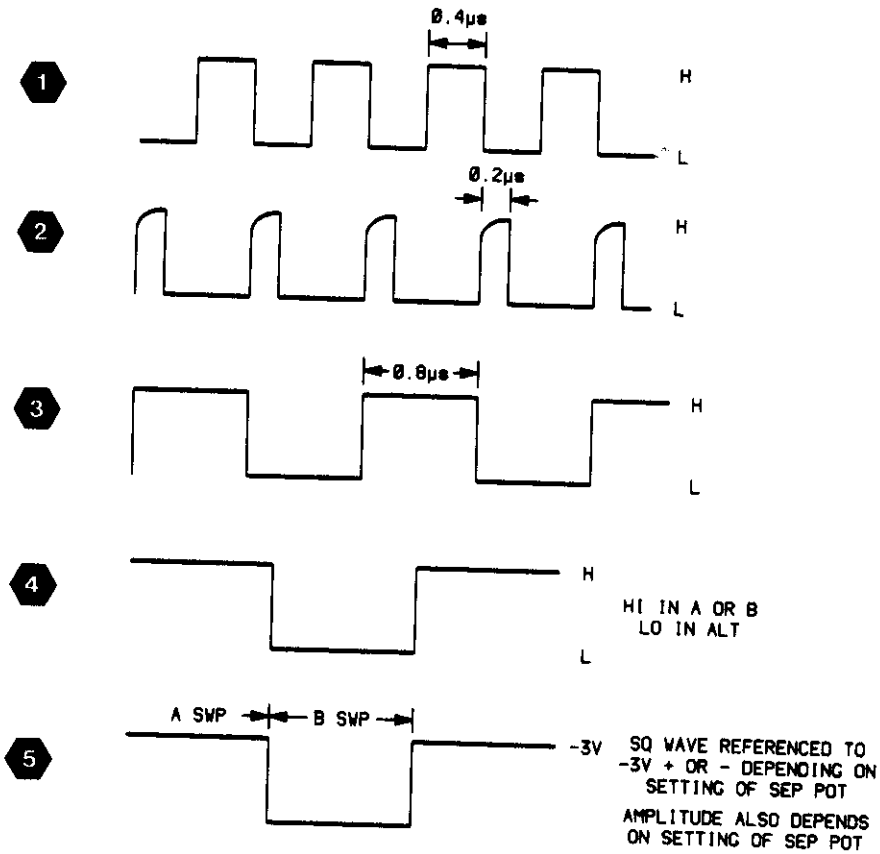 0.4µs
1
H
L
0.2µs
2
H
L
0.8µs
3
H
L
4
H
HI IN A OR B
LO IN ALT
L
A SWP
B SWP
5
-3V
SQ WAVE REFERENCED TO
-3V + OR - DEPENDING ON
SETTING OF SEP POT
AMPLITUDE ALSO DEPENDS
ON SETTING OF SEP POT